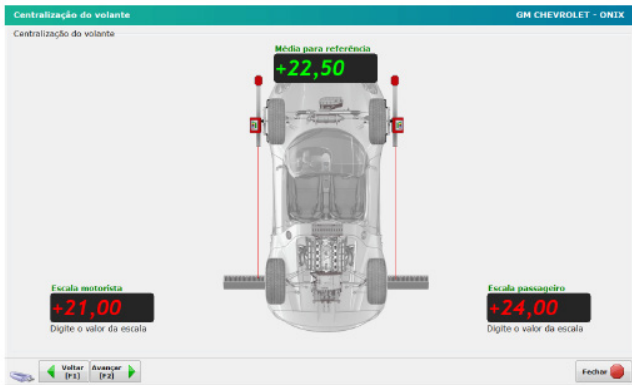 Centralização do volante
GM CHEVROLET - ONIX
Centralização do volante
Média para referência
+22,50
Escala motorista
+21,00
Digite o valor da escala
Escala passageiro
+24,00
Digite o valor da escala
Voltar
(F1)
Avançar
(F2)
Fechar